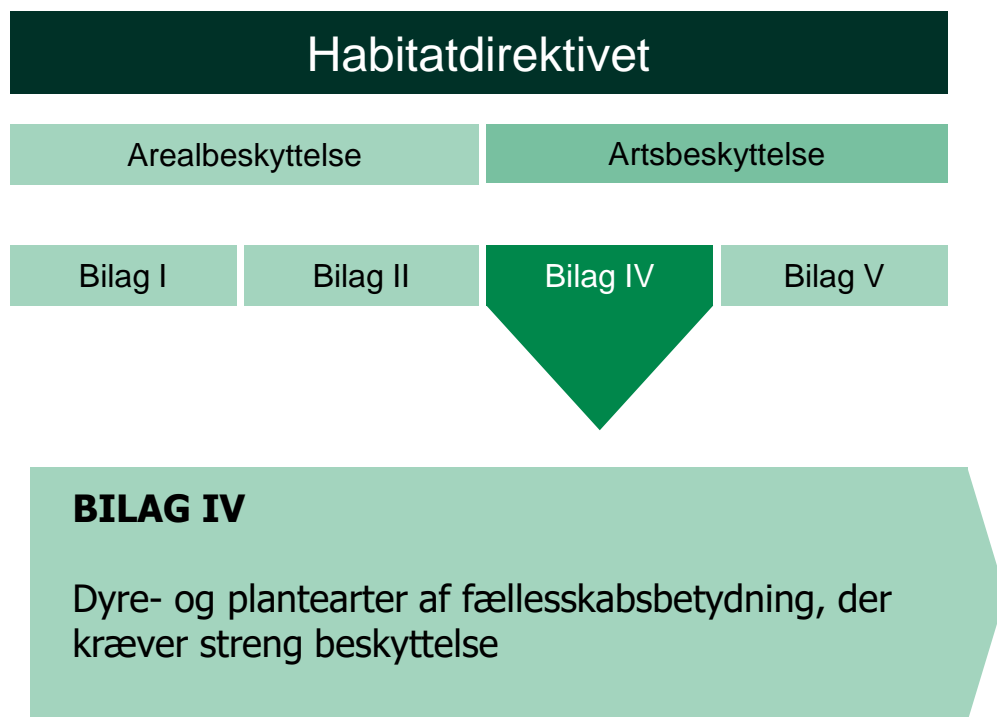 Habitatdirektivet
Arealbeskyttelse
Artsbeskyttelse
Bilag I
Bilag II
Bilag IV
Bilag V
BILAG IV
Dyre- og plantearter af fællesskabsbetydning, der
kræver streng beskyttelse